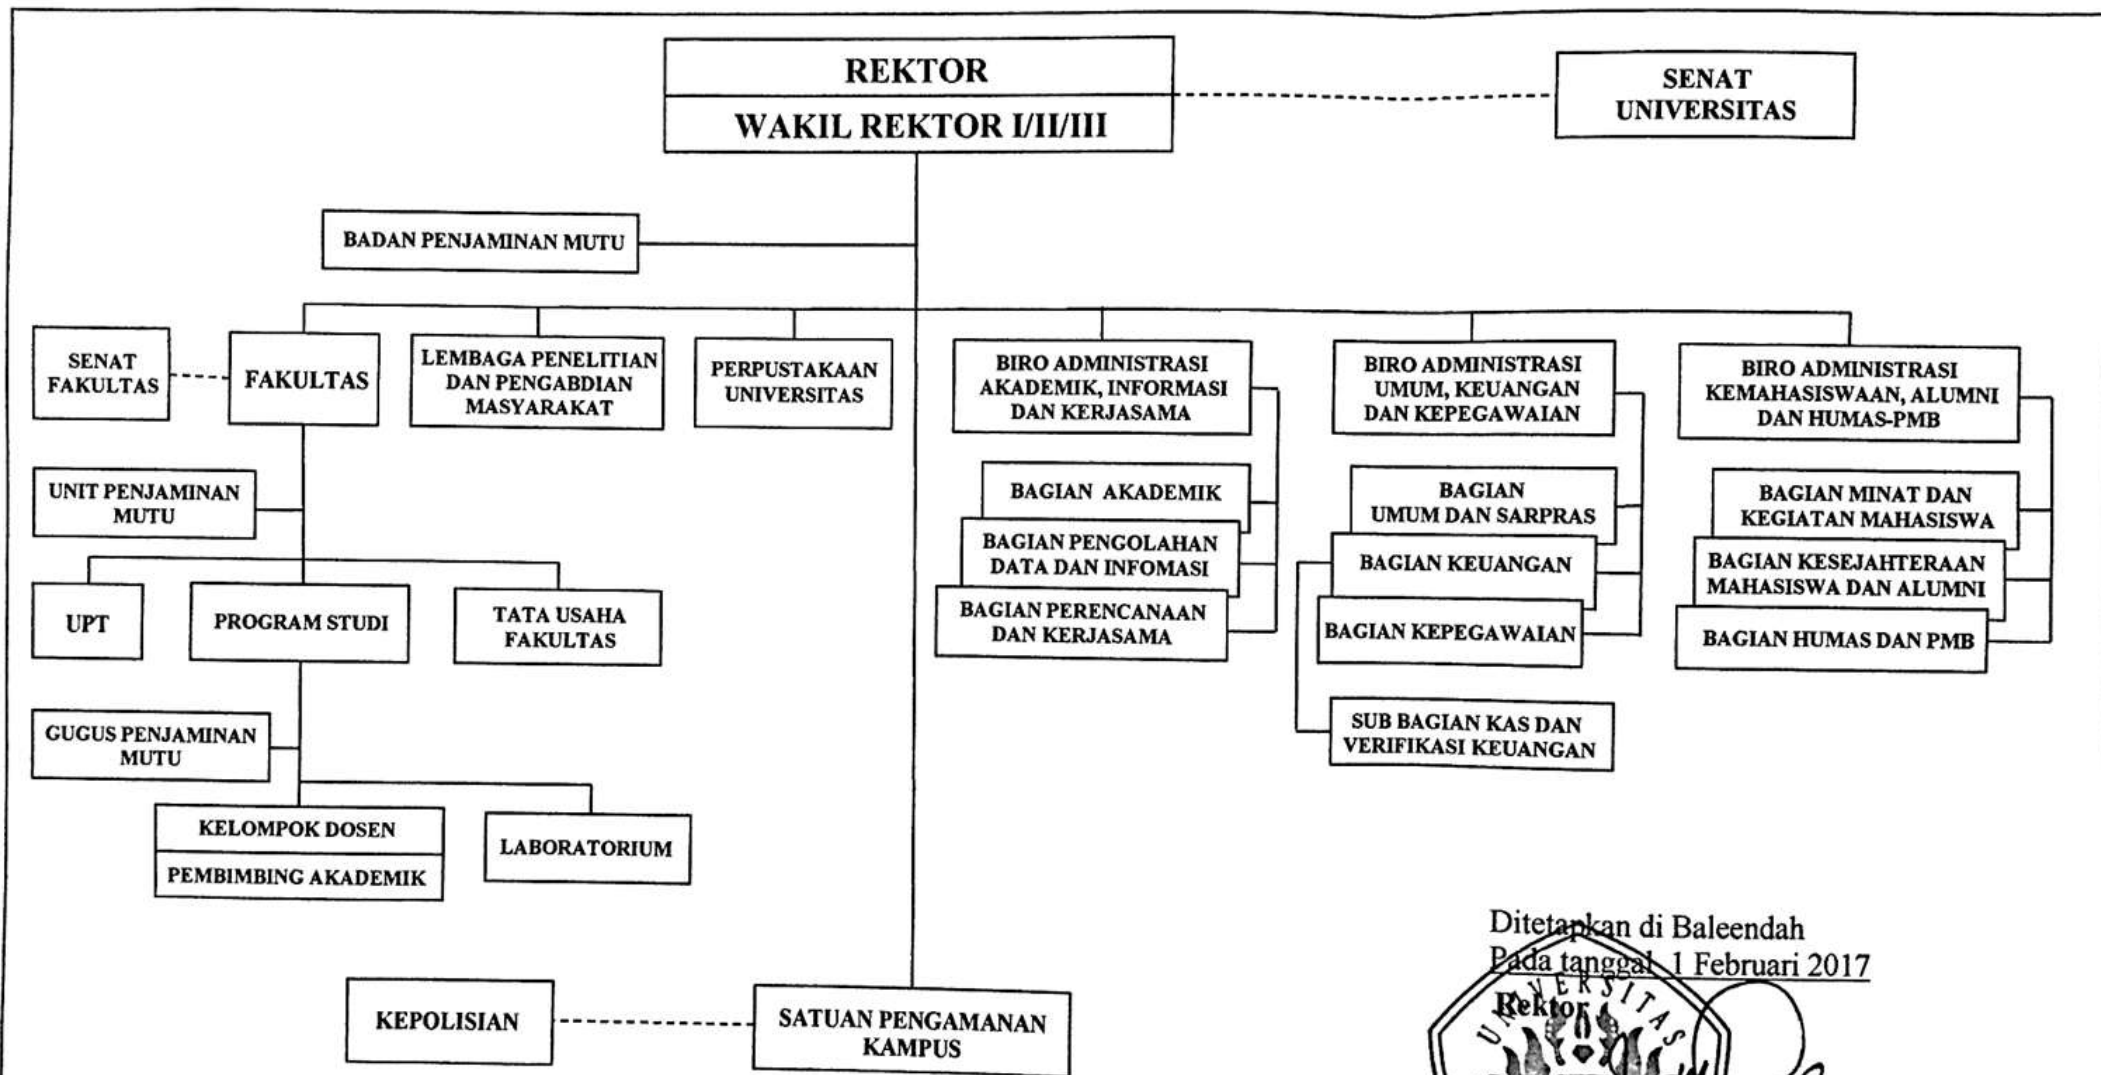 REKTOR
WAKIL REKTOR I/II/III
SENAT
UNIVERSITAS
BADAN PENJAMINAN MUTU
SENAT
FAKULTAS
FAKULTAS
LEMBAGA PENELITIAN
DAN PENGABDIAN
MASYARAKAT
PERPUSTAKAAN
UNIVERSITAS
BIRO ADMINISTRASI
AKADEMIK, INFORMASI
DAN KERJASAMA
BIRO ADMINISTRASI
UMUM, KEUANGAN
DAN KEPEGAWAIAN
BIRO ADMINISTRASI
KEMAHASISWAAN, ALUMNI
DAN HUMAS-PMB
UNIT PENJAMINAN
MUTU
BAGIAN AKADEMIK
BAGIAN PENGOLAHAN
DATA DAN INFOMASI
BAGIAN PERENCANAAN
DAN KERJASAMA
BAGIAN
UMUM DAN SARPRAS
BAGIAN KEUANGAN
BAGIAN KEPEGAWAIAN
BAGIAN MINAT DAN
KEGIATAN MAHASISWA
BAGIAN KESEJAHTERAAN
MAHASISWA DAN ALUMNI
BAGIAN HUMAS DAN PMB
UPT
PROGRAM STUDI
TATA USAHA
FAKULTAS
SUB BAGIAN KAS DAN
VERIFIKASI KEUANGAN
GUGUS PENJAMINAN
MUTU
KELOMPOK DOSEN
PEMBIMBING AKADEMIK
LABORATORIUM
KEPOLISIAN
SATUAN PENGAMANAN
KAMPUS
Ditetapkan di Baleendah
Pada tanggal 1 Februari 2017
Rektor
UNIVERSITAS